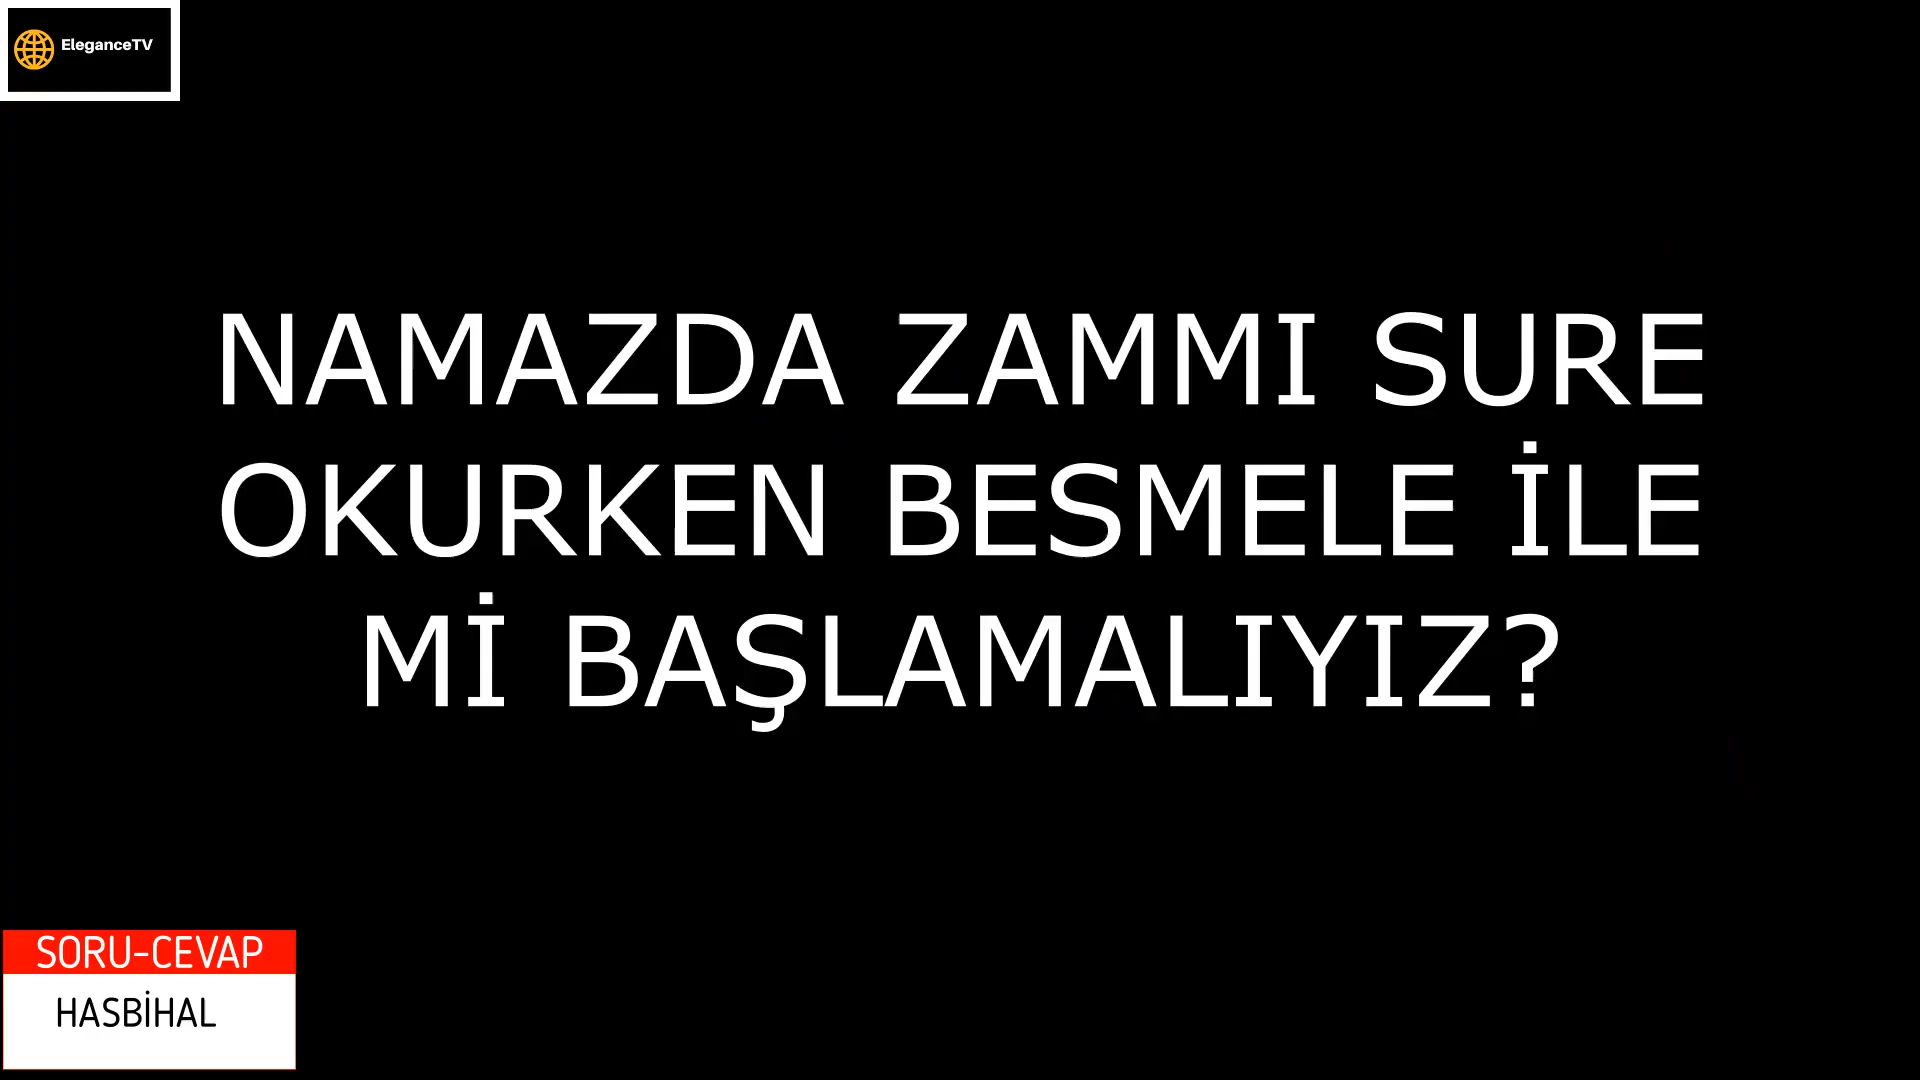 EleganceTV
NAMAZDA ZAMMI SURE
OKURKEN BESMELE İLE
Mİ BAŞLAMALIYIZ?
SORU-CEVAP
HASBİHAL